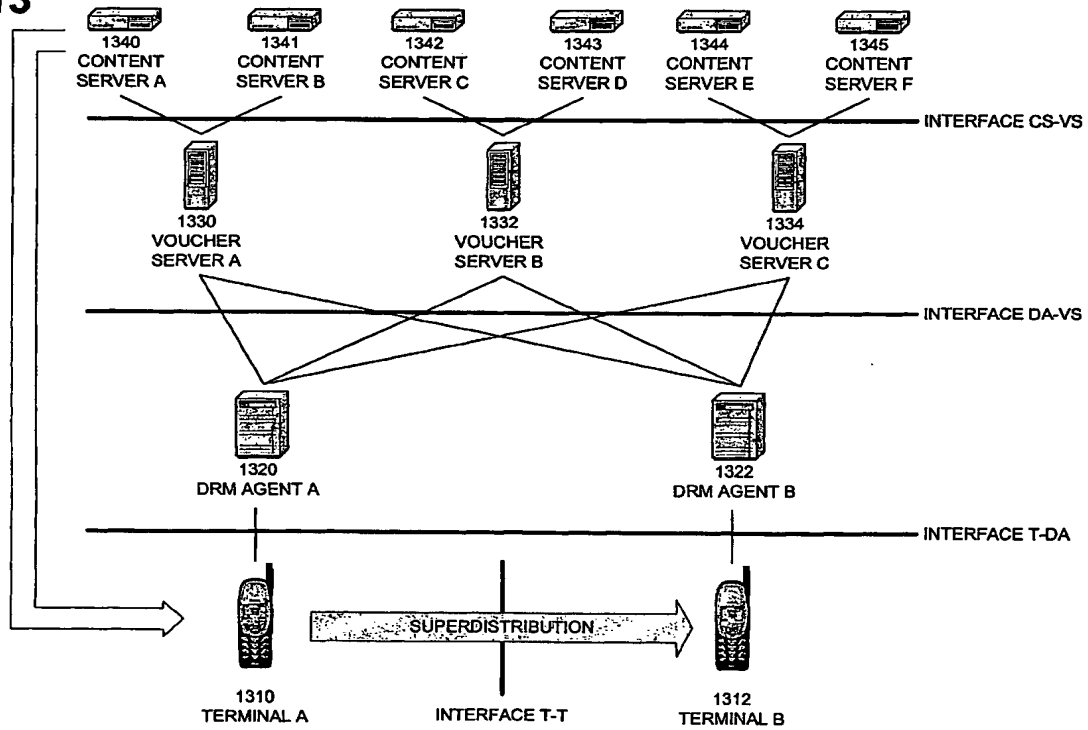 1340
CONTENT
SERVER A
1341
CONTENT
SERVER B
1342
CONTENT
SERVER C
1343
CONTENT
SERVER D
1344
CONTENT
SERVER E
1345
CONTENT
SERVER F
INTERFACE CS-VS
1330
VOUCHER
SERVER A
1332
VOUCHER
SERVER B
1334
VOUCHER
SERVER C
INTERFACE DA-VS
1320
DRM AGENT A
1322
DRM AGENT B
INTERFACE T-DA
SUPERDISTRIBUTION
1310
TERMINAL A
INTERFACE T-T
1312
TERMINAL B